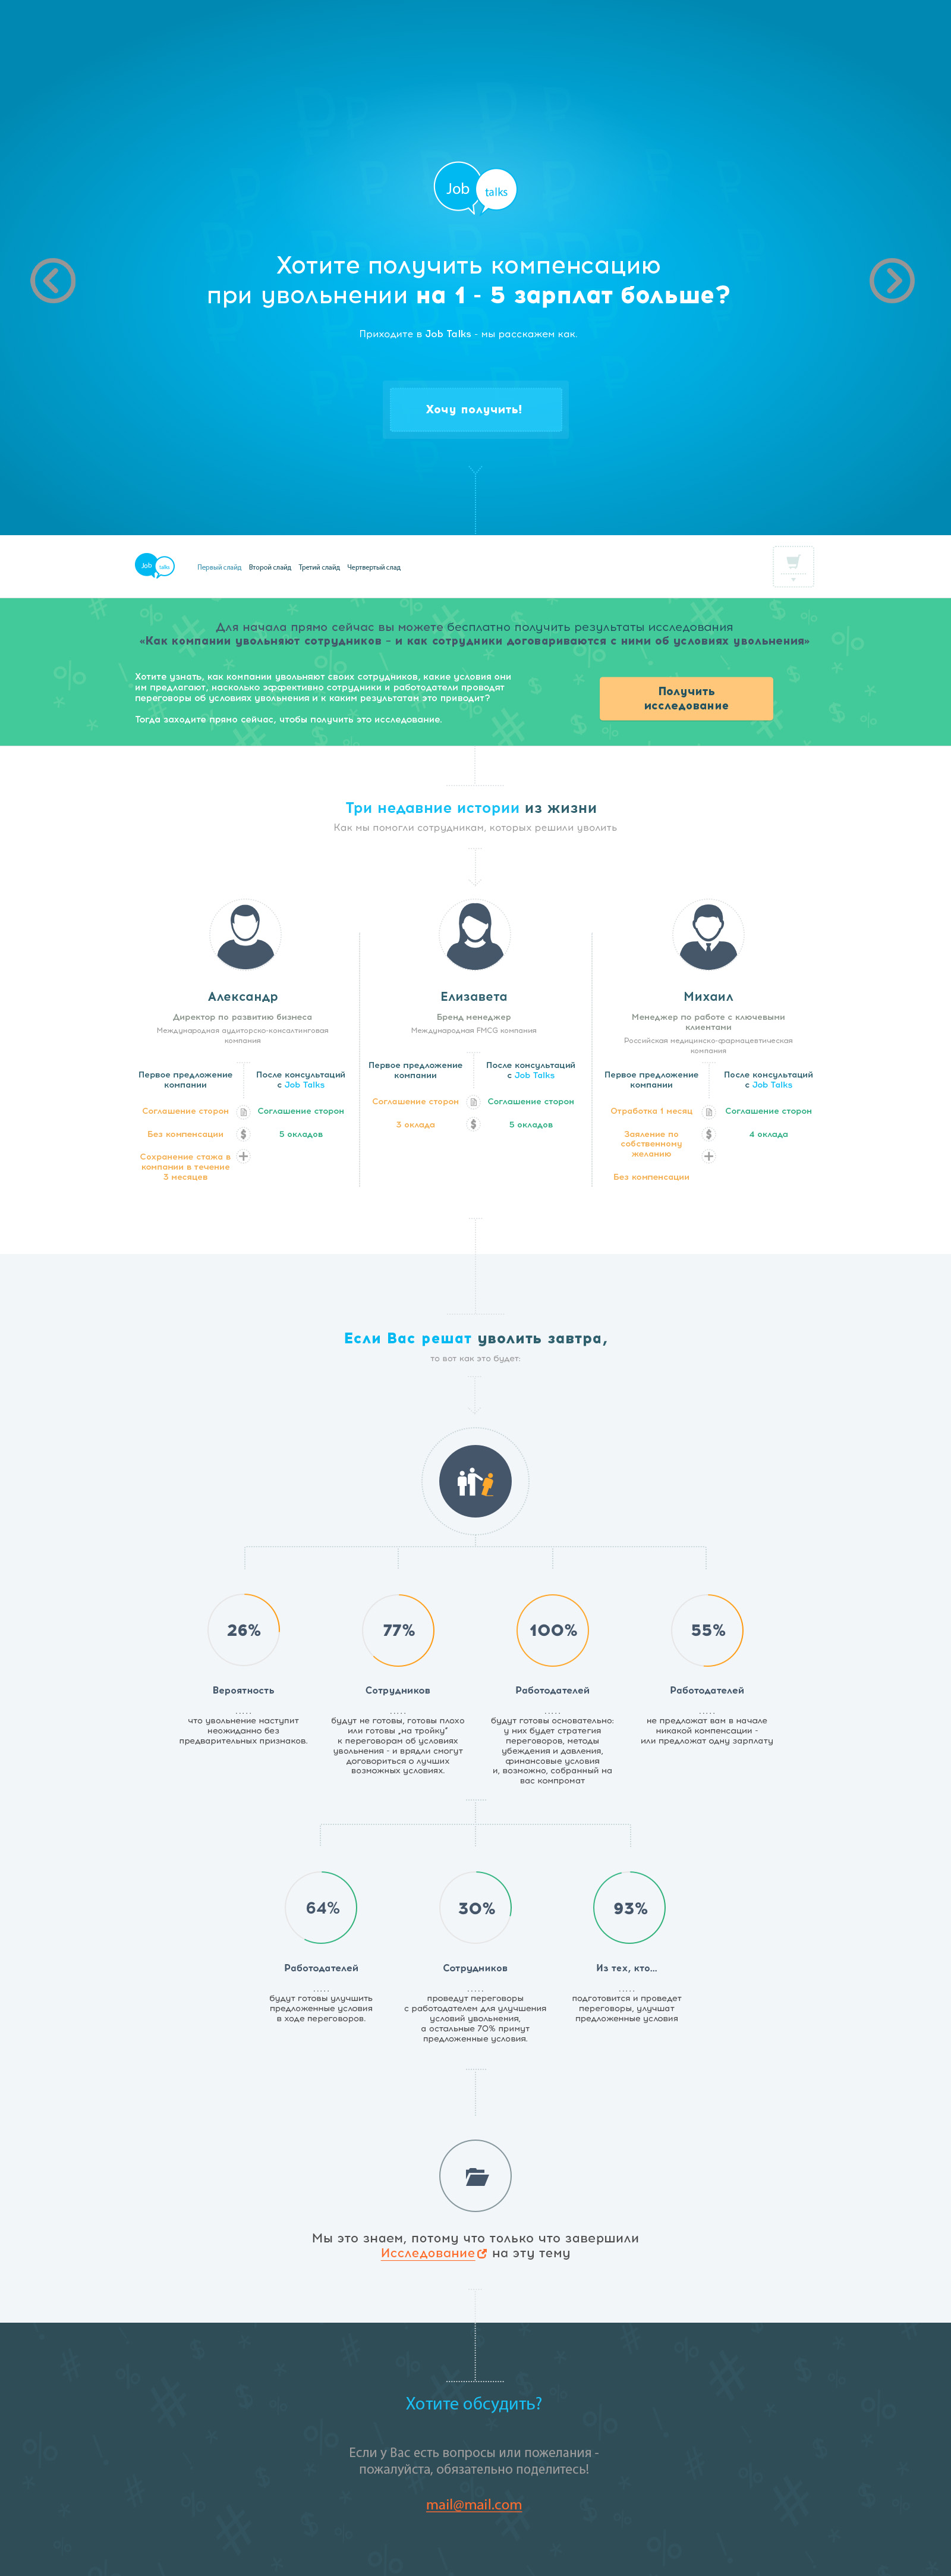 Job talks
Хотите получить компенсацию
при увольнении на 1 - 5 зарплат больше?
Приходите в Job Talks - мы расскажем как.
Хочу получить!
Job talks
Первый слайд Второй слайд Третий слайд Чертвертый слад
Для начала прямо сейчас вы можете бесплатно получить результаты исследования
«Как компании увольняют сотрудников - и как сотрудники договариваются с ними об условиях увольнения»
Хотите узнать, как компании увольняют своих сотрудников, какие условия они
им предлагают, насколько эффективно сотрудники и работодатели проводят
переговоры об условиях увольнения и к каким результатам это приводит?
Тогда заходите прямо сейчас, чтобы получить это исследование.
Получить
исследование
Три недавние истории из жизни
Как мы помогли сотрудникам, которых решили уволить
Александр
Директор по развитию бизнеса
Международная аудиторско-консалтинговая
компания
Первое предложение
компании
После консультаций
с Job Talks
Соглашение сторон
Соглашение сторон
Без компенсации
$
5 окладов
Сохранение стажа в
компании в течение
3 месяцев
Елизавета
Бренд менеджер
Международная FMCG компания
Первое предложение
компании
После консультаций
с Job Talks
Соглашение сторон
Соглашение сторон
3 оклада
$
5 окладов
Михаил
Менеджер по работе с ключевыми
клиентами
Российская медицинско-фармацевтическая
компания
Первое предложение
компании
После консультаций
с Job Talks
Отработка 1 месяц
Соглашение сторон
Заяление по
собственному
желанию
$
4 оклада
Без компенсации
Если Вас решат уволить завтра,
то вот как это будет:
26%
Вероятность
.....
что увольнение наступит
неожиданно без
предварительных признаков.
77%
Сотрудников
.....
будут не готовы, готовы плохо
или готовы „на тройку”
к переговорам об условиях
увольнения - и врядли смогут
договориться о лучших
возможных условиях.
100%
Работодателей
.....
будут готовы основательно:
у них будет стратегия
переговоров, методы
убеждения и давления,
финансовые условия
и, возможно, собранный на
вас компромат
55%
Работодателей
.....
не предложат вам в начале
никакой компенсации -
или предложат одну зарплату
64%
Работодателей
.....
будут готовы улучшить
предложенные условия
в ходе переговоров.
30%
Сотрудников
.....
проведут переговоры
с работодателем для улучшения
условий увольнения,
а остальные 70% примут
предложенные условия.
93%
Из тех, кто...
.....
подготовится и проведет
переговоры, улучшат
предложенные условия
Мы это знаем, потому что только что завершили
Исследование на эту тему
Хотите обсудить?
Если у Вас есть вопросы или пожелания -
пожалуйста, обязательно поделитесь!
mail@mail.com